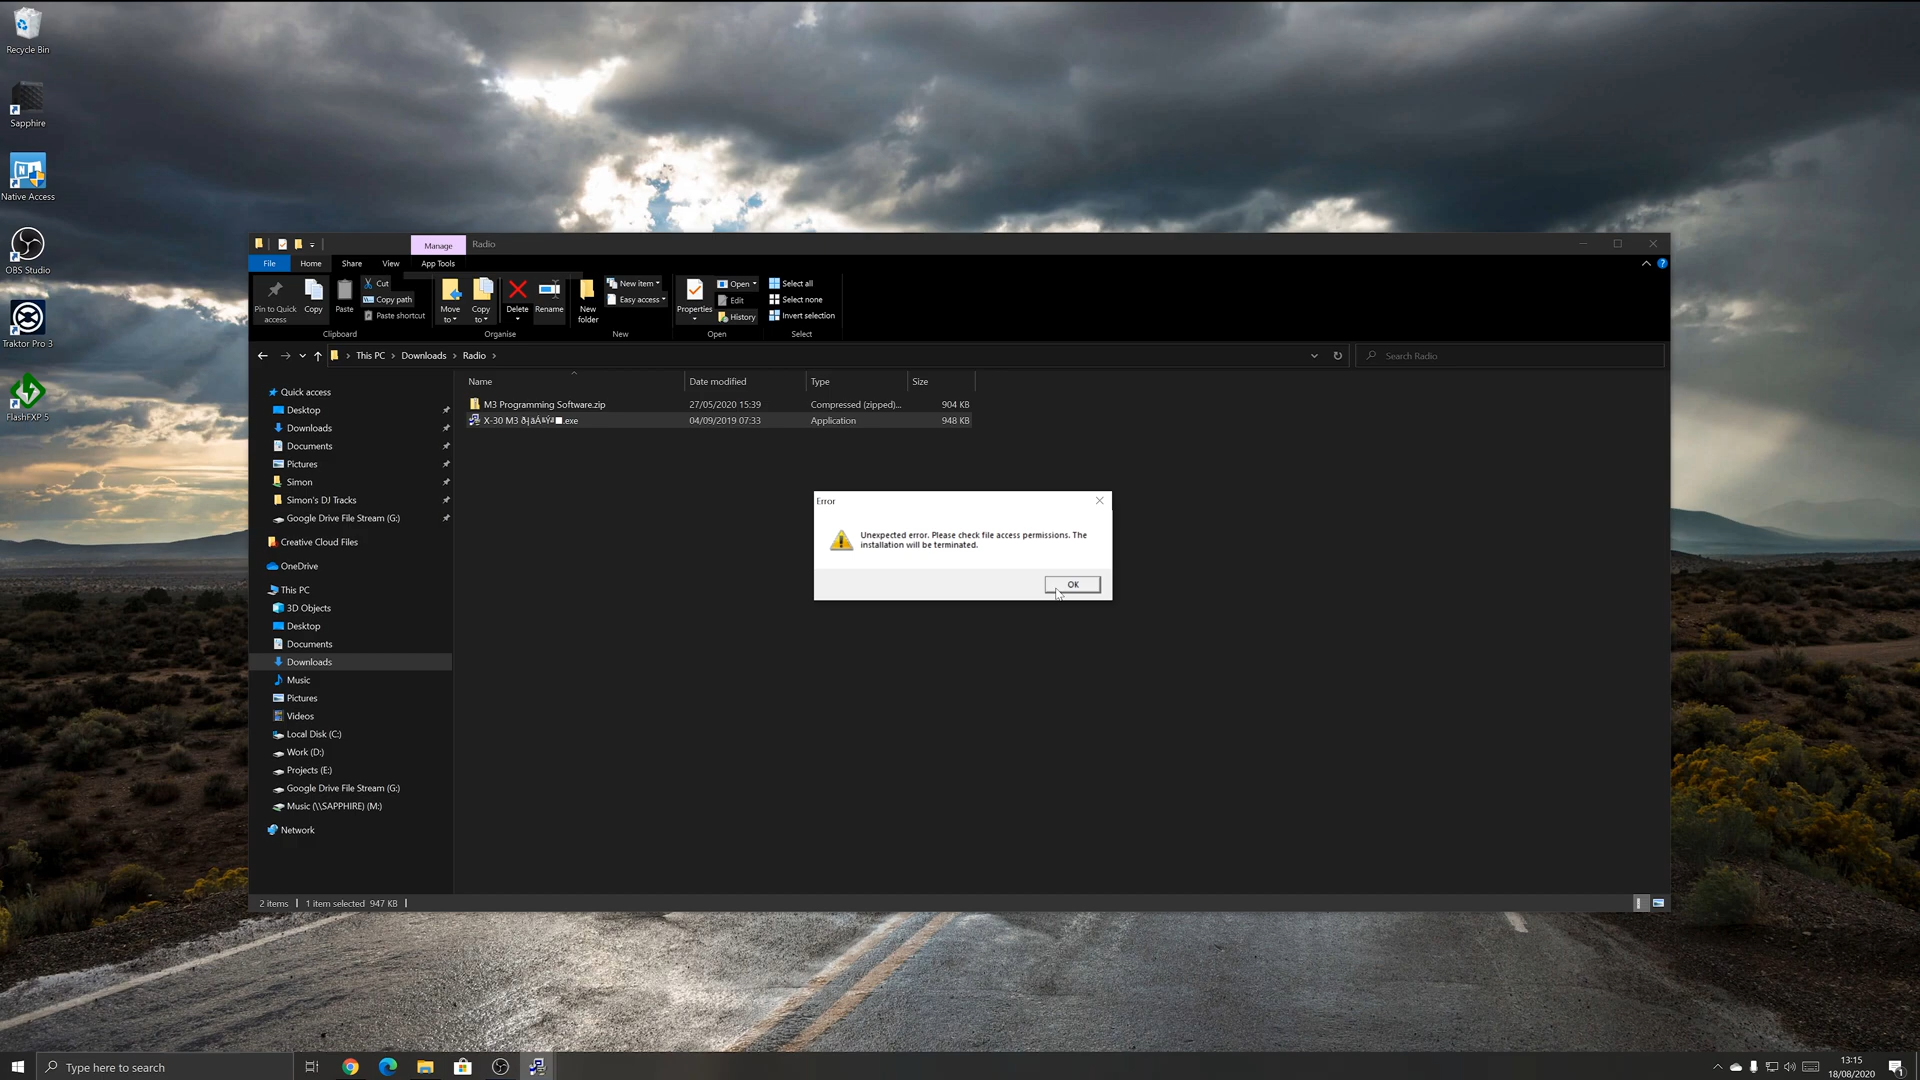 Recycle Bin
Sapphire
Native Access
OBS Studio
Traktor Pro 3
FlashFXP 5
Manage
Radio
File
Home
Share
View
App Tools
Pin to Quick access
Copy
Paste
Cut
Copy path
Paste shortcut
Clipboard
Move to
Copy to
Delete
Rename
Organise
New folder
New item
Easy access
New
Properties
Open
Edit
History
Open
Select all
Select none
Invert selection
Select
This PC > Downloads > Radio >
Search Radio
Name Date modified Type Size
M3 Programming Software.zip 27/05/2020 15:39 Compressed (zipped)... 904 KB
X-30 M3 .exe 04/09/2019 07:33 Application 948 KB
Quick access
Desktop
Downloads
Documents
Pictures
Simon
Simon's DJ Tracks
Google Drive File Stream (G:)
Creative Cloud Files
OneDrive
This PC
3D Objects
Desktop
Documents
Downloads
Music
Pictures
Videos
Local Disk (C:)
Work (D:)
Projects (E:)
Google Drive File Stream (G:)
Music (\\SAPPHIRE) (M:)
Network
Error
Unexpected error. Please check file access permissions. The
installation will be terminated.
OK
2 items
1 item selected 947 KB
Type here to search
13:15
18/08/2020
1